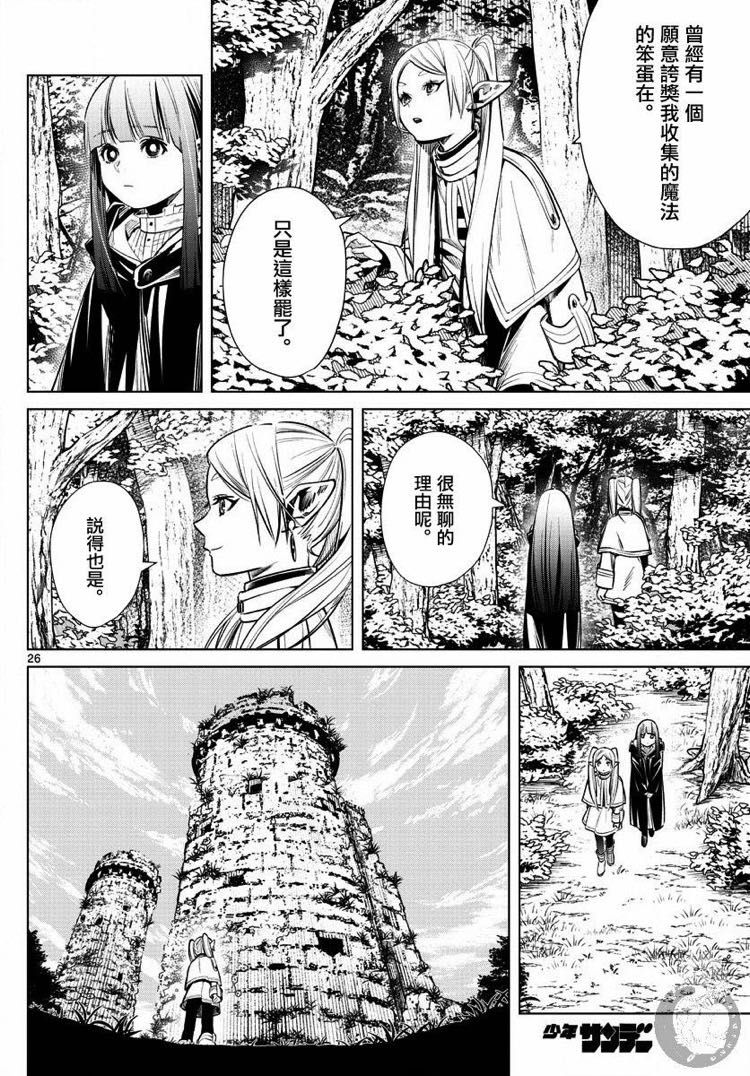 曾經有一個
願意誇獎我收集的魔法
的笨蛋在。
只是這樣罷了。
很無聊的
理由呢。
說得也是。
26
少年サンデー